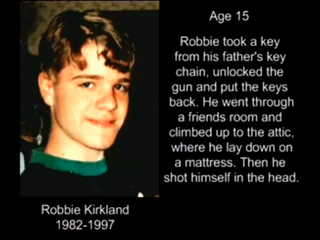 Age 15
Robbie took a key
from his father's key
chain, unlocked the
gun and put the keys
back. He went through
a friends room and
climbed up to the attic,
where he lay down on
a mattress. Then he
shot himself in the head.
Robbie Kirkland
1982-1997